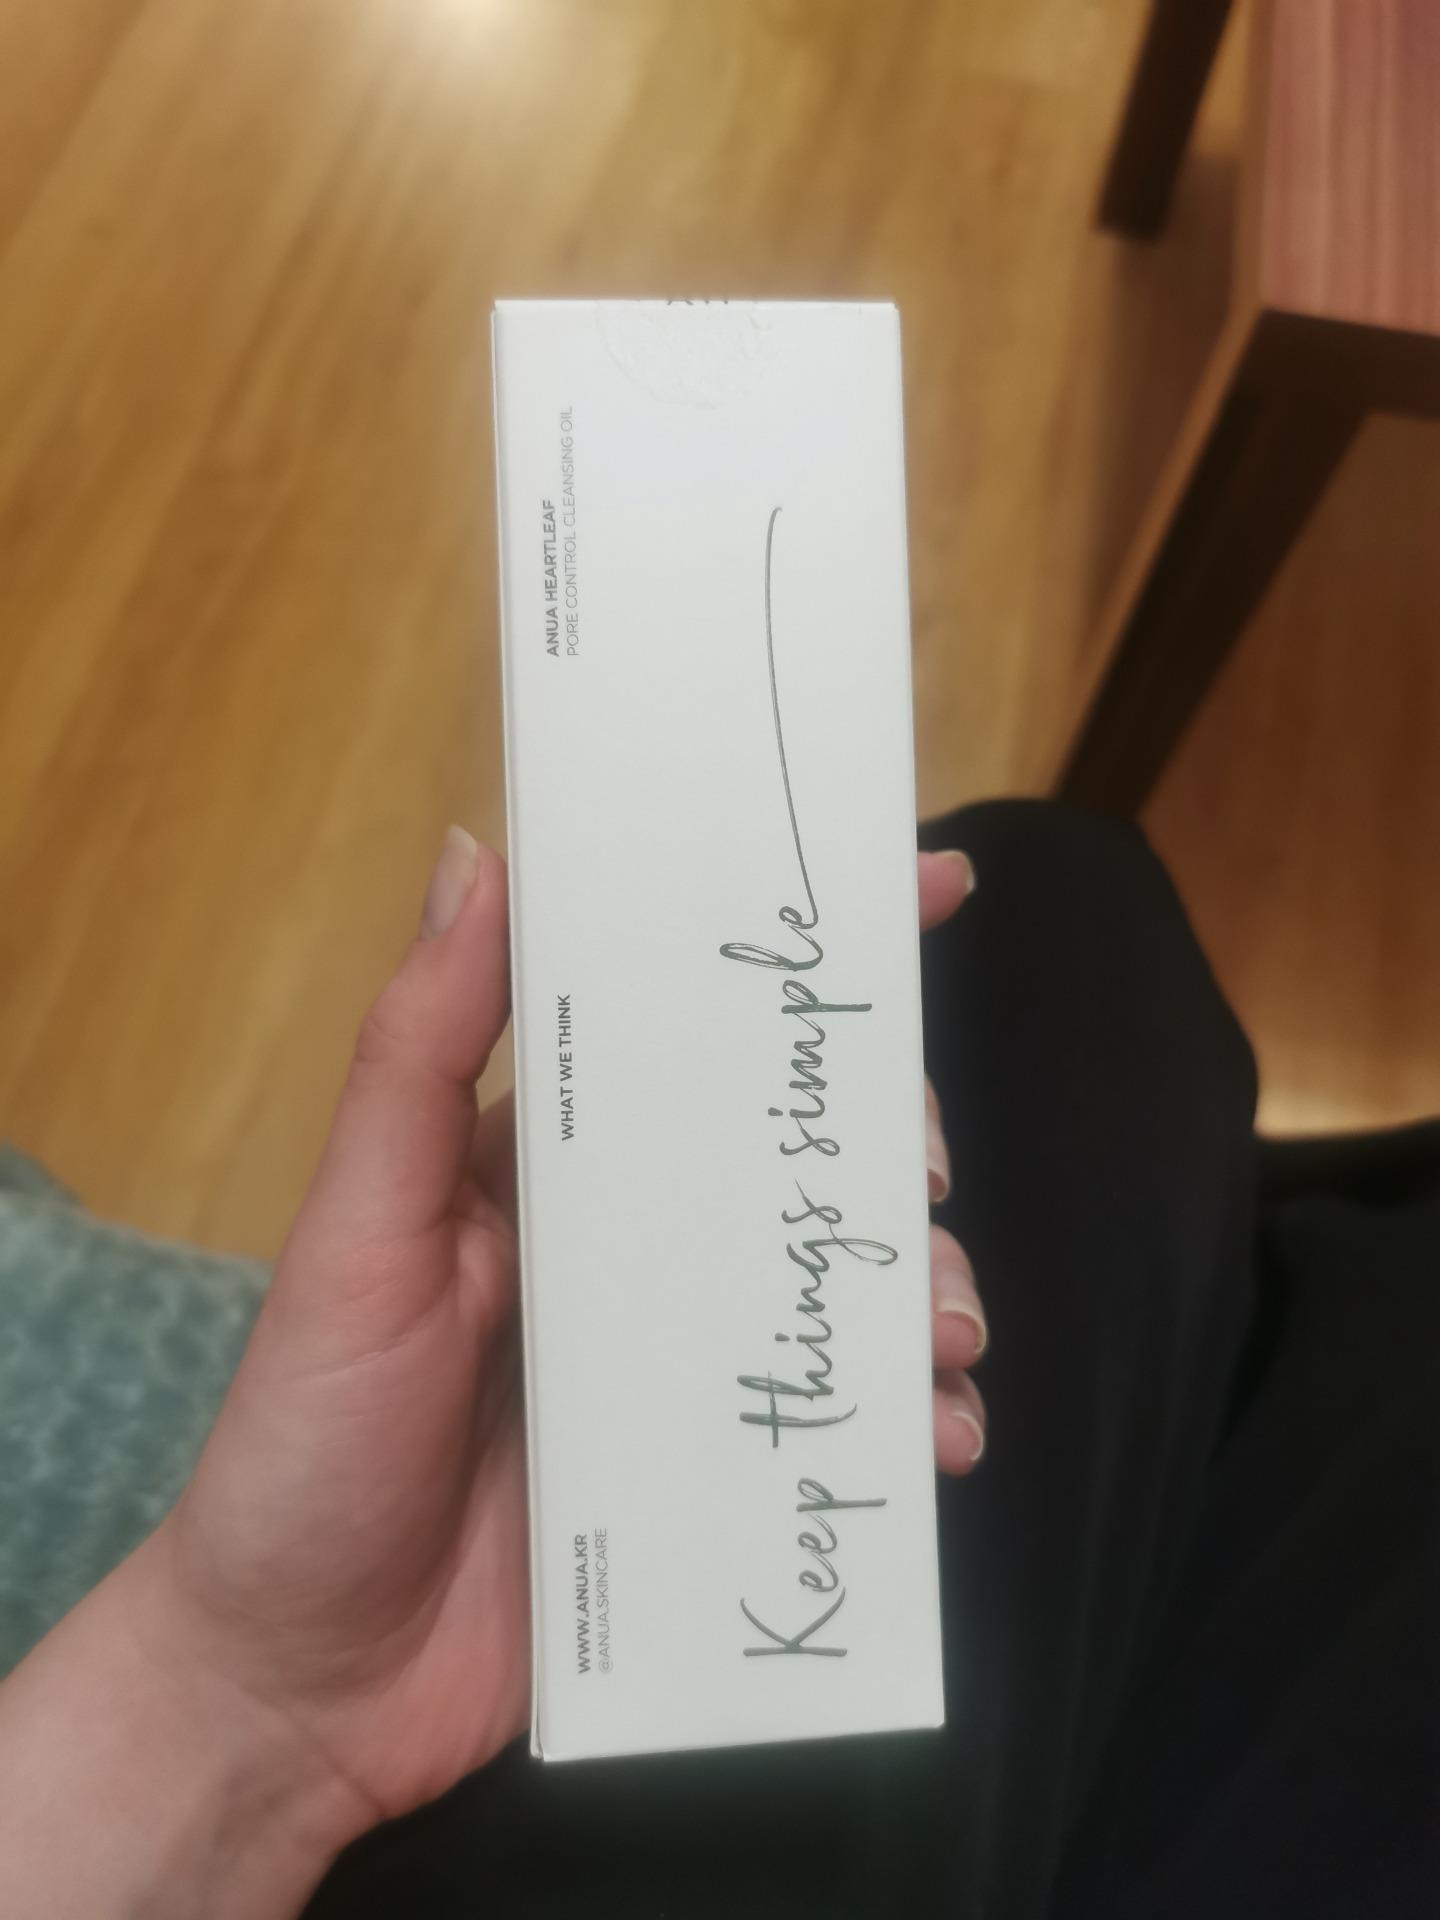 WWW.ANUA.KR
@ANUA.SKINCARE
WHAT WE THINK
ANUA HEARTLEAF
PORE CONTROL CLEANSING OIL
Keep things simple